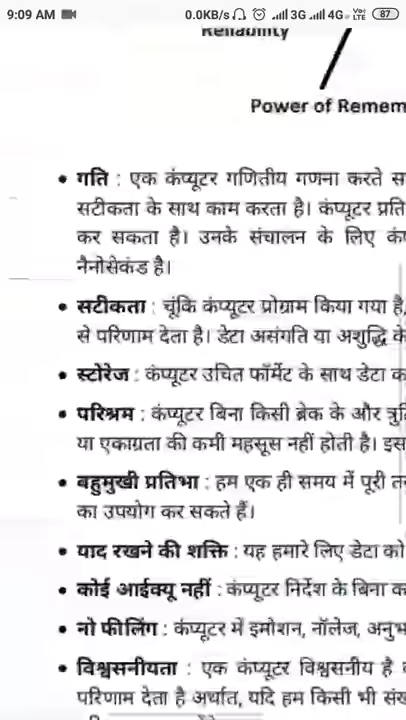 9:09 AM 0.0KB/s 3G 4G VoI LTE 87
Reliability
Power of Remem
• गति : एक कंप्यूटर गणितीय गणना करते स
सटीकता के साथ काम करता है। कंप्यूटर प्रति
कर सकता है। उनके संचालन के लिए कं
नैनोसेकंड है।
• सटीकता : चूंकि कंप्यूटर प्रोग्राम किया गया है,
से परिणाम देता है। डेटा असंगति या अशुद्धि के
• स्टोरेज : कंप्यूटर उचित फॉर्मेट के साथ डेटा क
• परिश्रम : कंप्यूटर बिना किसी ब्रेक के और त्रु
या एकाग्रता की कमी महसूस नहीं होती है। इस
• बहुमुखी प्रतिभा : हम एक ही समय में पूरी त
का उपयोग कर सकते हैं।
• याद रखने की शक्ति : यह हमारे लिए डेटा को
• कोई आईक्यू नहीं : कंप्यूटर निर्देश के बिना क
• नो फीलिंग : कंप्यूटर में इमोशन, नॉलेज, अनुभ
• विश्वसनीयता : एक कंप्यूटर विश्वसनीय है
परिणाम देता है अर्थात, यदि हम किसी भी संख